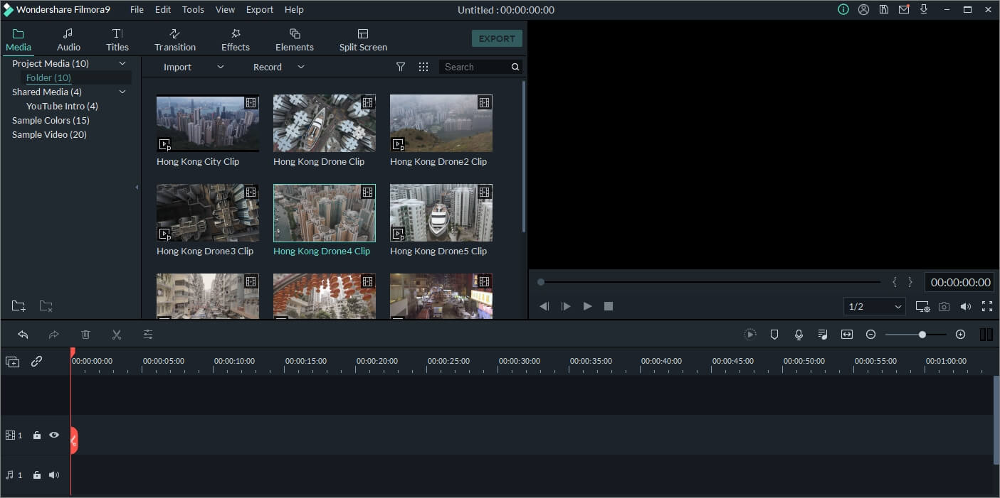 Wondershare Filmora9 File Edit Tools View Export Help Untitled : 00:00:00:00
Media Audio Titles Transition Effects Elements Split Screen EXPORT
Project Media (10)
Folder (10)
Shared Media (4)
YouTube Intro (4)
Sample Colors (15)
Sample Video (20)
Import Record Search
Hong Kong City Clip Hong Kong Drone Clip Hong Kong Drone2 Clip
Hong Kong Drone3 Clip Hong Kong Drone4 Clip Hong Kong Drone5 Clip
{ } 00:00:00:00
1/2
00:00:00:00 00:00:05:00 00:00:10:00 00:00:15:00 00:00:20:00 00:00:25:00 00:00:30:00 00:00:35:00 00:00:40:00 00:00:45:00 00:00:50:00 00:00:55:00 00:01:00:00
1
1